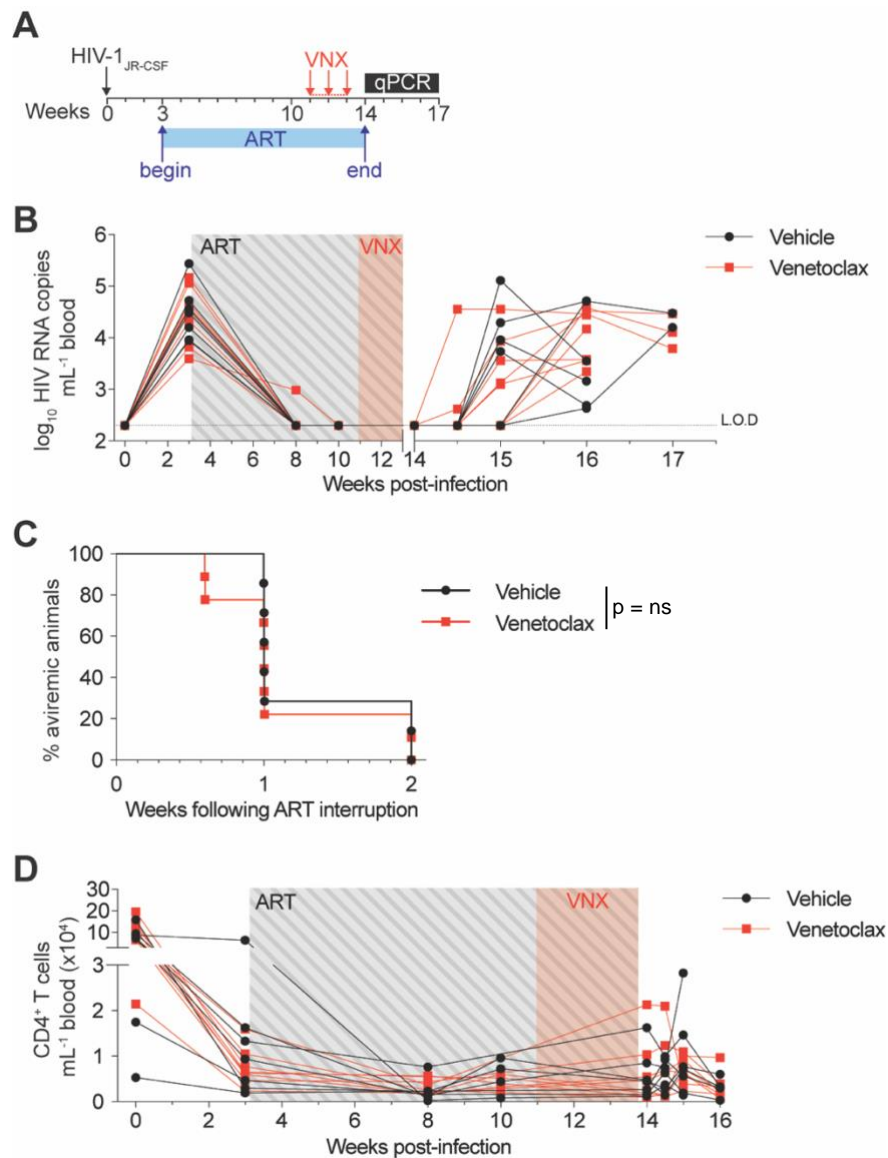 A
HIV-1JR-CSF
VNX
qPCR
Weeks 0 3 10 14 17
ART
begin end
B
ART VNX
Vehicle
Venetoclax
log10 HIV RNA copies
mL-1 blood
6
5
4
3
2
L.O.D
0 2 4 6 8 10 12 14 15 16 17
Weeks post-infection
C
% aviremic animals
100
80
60
40
20
0
0 1 2
Weeks following ART interruption
Vehicle
Venetoclax
p = ns
D
ART VNX
Vehicle
Venetoclax
CD4+ T cells
mL-1 blood (x10^4)
30
20
10
3
2
1
0
0 2 4 6 8 10 12 14 15 16
Weeks post-infection